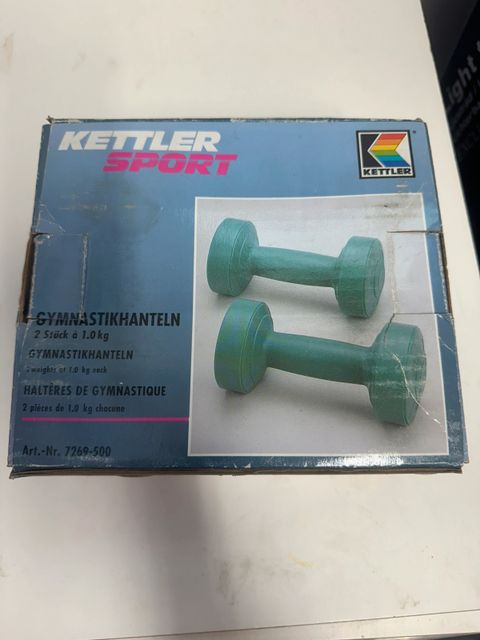 KETTLER
SPORT
KETTLER
GYMNASTIKHANTELN
2 Stück à 1.0 kg
GYMNASTIKHANTELN
weights of 1.0 kg each
HALTÈRES DE GYMNASTIQUE
2 pièces de 1,0 kg chacune
Art.-Nr. 7269-500